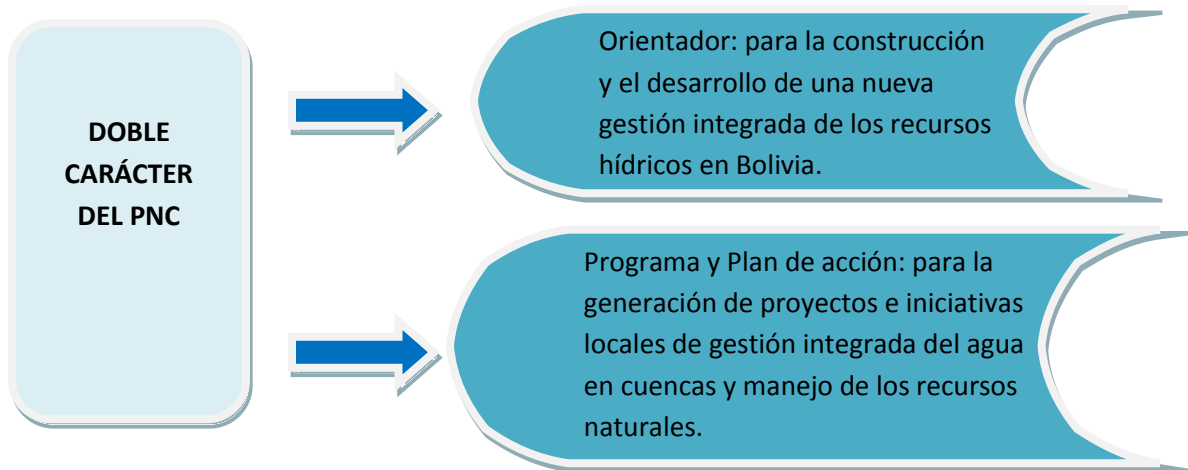 DOBLE
CARÁCTER
DEL PNC
Orientador: para la construcción
y el desarrollo de una nueva
gestión integrada de los recursos
hídricos en Bolivia.
Programa y Plan de acción: para la
generación de proyectos e iniciativas
locales de gestión integrada del agua
en cuencas y manejo de los recursos
naturales.